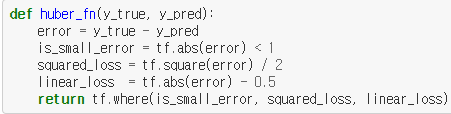 def huber_fn(y_true, y_pred):
    error = y_true - y_pred
    is_small_error = tf.abs(error) < 1
    squared_loss = tf.square(error) / 2
    linear_loss  = tf.abs(error) - 0.5
    return tf.where(is_small_error, squared_loss, linear_loss)